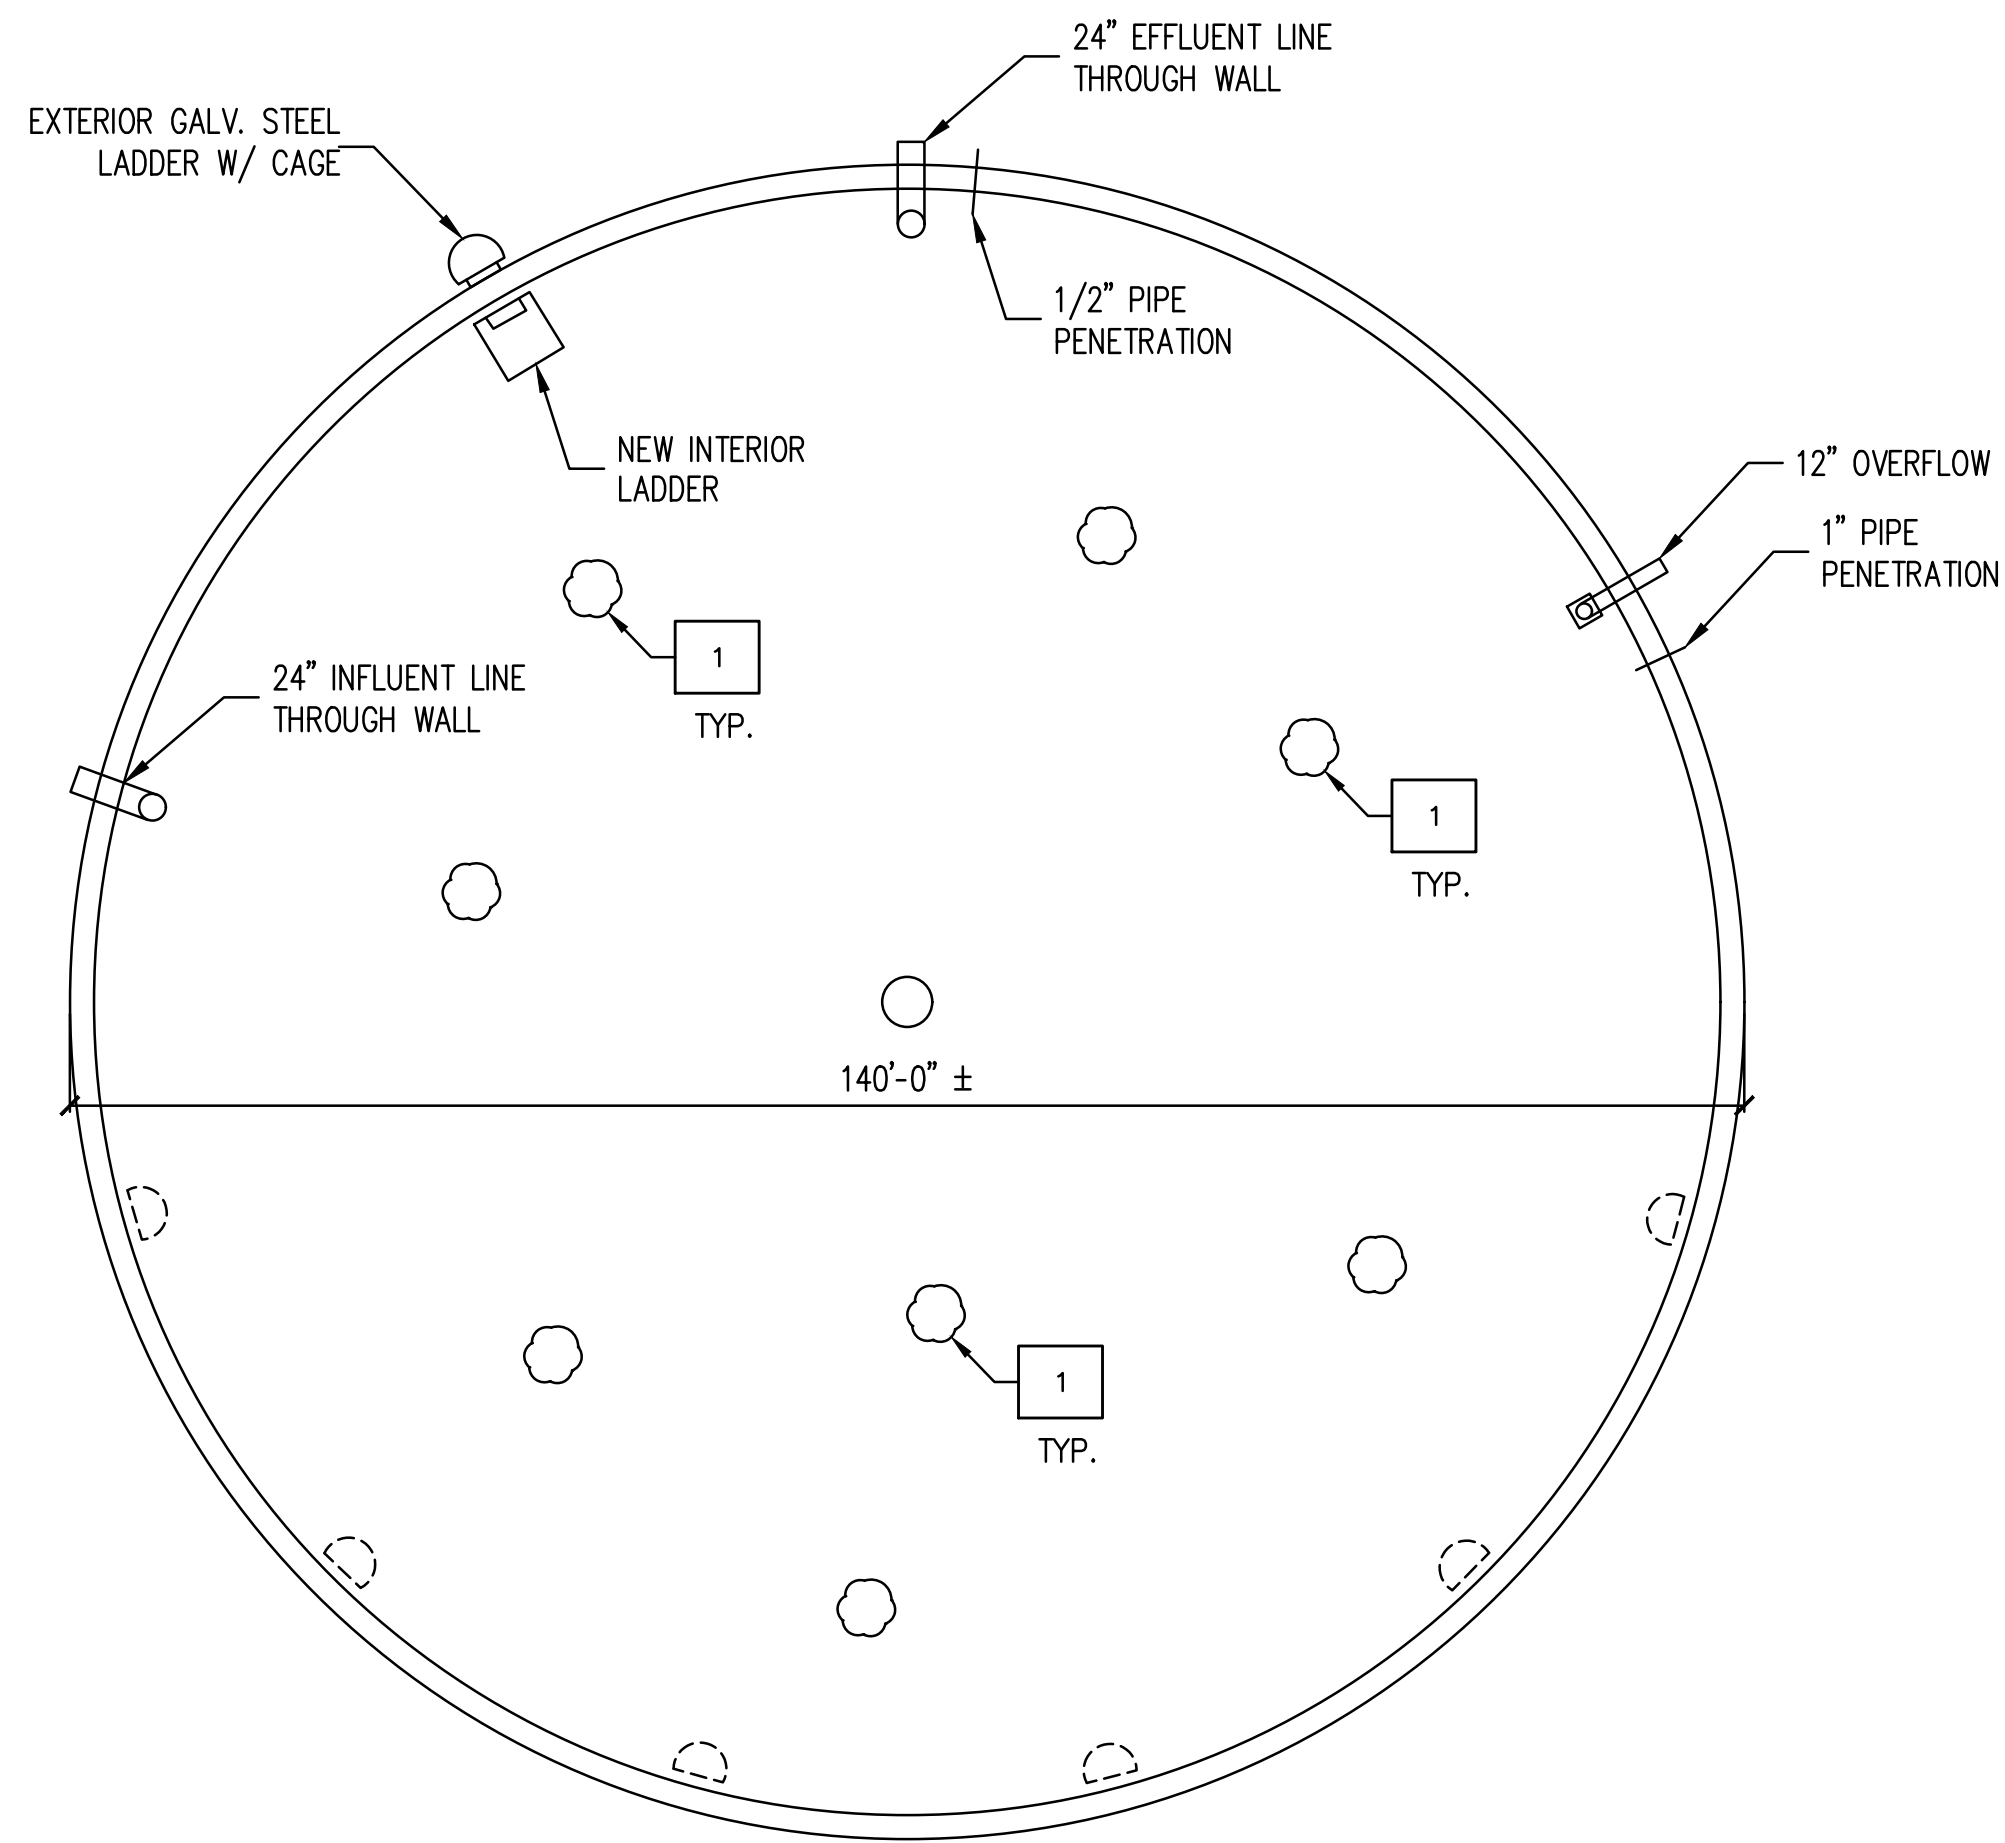 24" EFFLUENT LINE
THROUGH WALL
EXTERIOR GALV. STEEL
LADDER W/ CAGE
1/2" PIPE
PENETRATION
NEW INTERIOR
LADDER
12" OVERFLOW
1" PIPE
PENETRATION
1
TYP.
24" INFLUENT LINE
THROUGH WALL
1
TYP.
140'-0" ±
1
TYP.